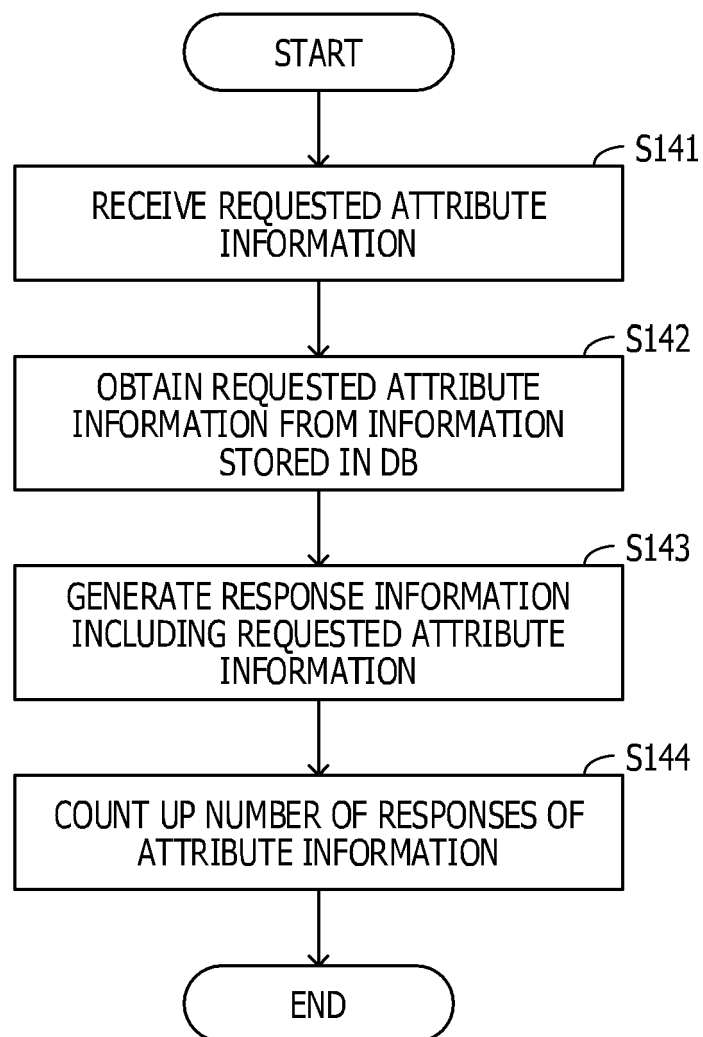 START
S141
RECEIVE REQUESTED ATTRIBUTE
INFORMATION
S142
OBTAIN REQUESTED ATTRIBUTE
INFORMATION FROM INFORMATION
STORED IN DB
S143
GENERATE RESPONSE INFORMATION
INCLUDING REQUESTED ATTRIBUTE
INFORMATION
S144
COUNT UP NUMBER OF RESPONSES OF
ATTRIBUTE INFORMATION
END